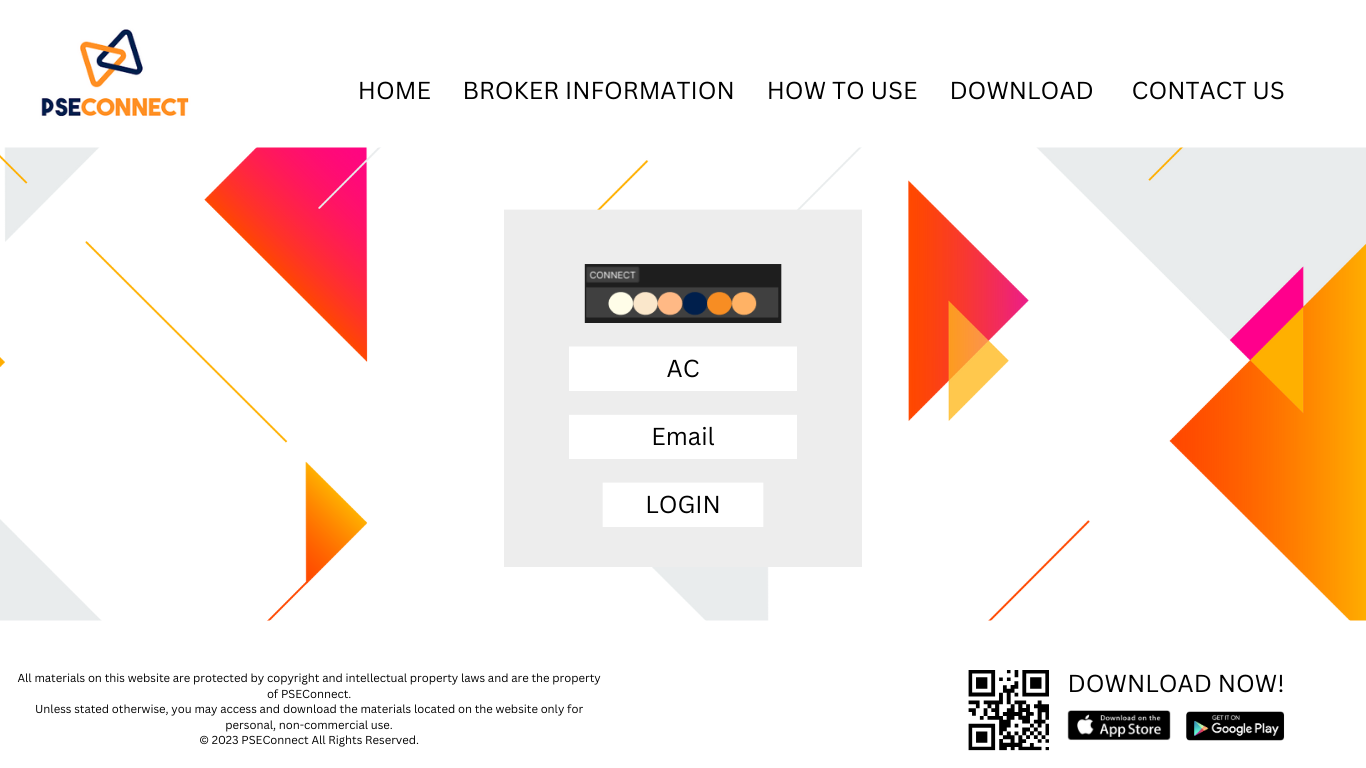 PSECONNECT
HOME
BROKER INFORMATION
HOW TO USE
DOWNLOAD
CONTACT US
CONNECT
AC
Email
LOGIN
All materials on this website are protected by copyright and intellectual property laws and are the property
of PSEConnect.
Unless stated otherwise, you may access and download the materials located on the website only for
personal, non-commercial use.
© 2023 PSEConnect All Rights Reserved.
DOWNLOAD NOW!
Download on the
App Store
GET IT ON
Google Play